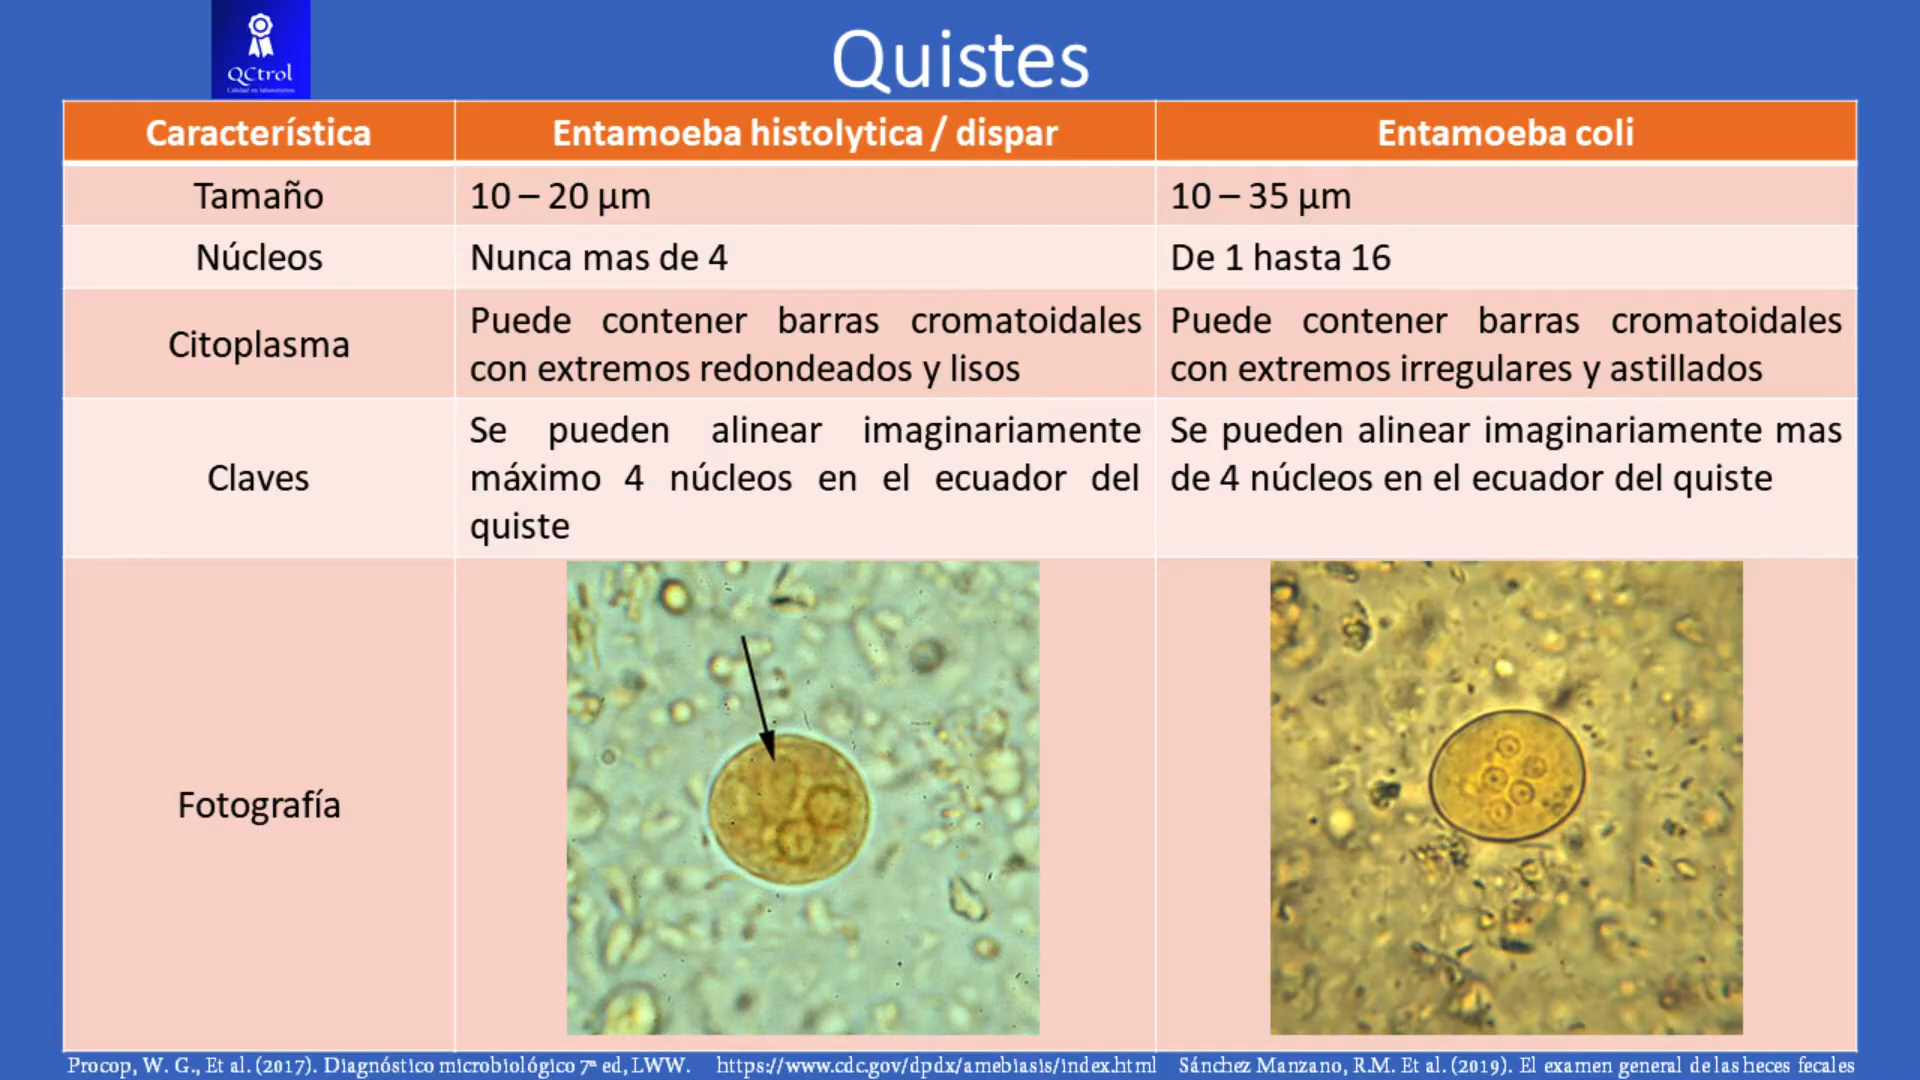 QCtrol
Calidad en laboratorios
Quistes
Característica
Entamoeba histolytica / dispar
Entamoeba coli
Tamaño
10 – 20 µm
10 – 35 µm
Núcleos
Nunca mas de 4
De 1 hasta 16
Citoplasma
Puede contener barras cromatoidales
con extremos redondeados y lisos
Puede contener barras cromatoidales
con extremos irregulares y astillados
Claves
Se pueden alinear imaginariamente
máximo 4 núcleos en el ecuador del
quiste
Se pueden alinear imaginariamente mas
de 4 núcleos en el ecuador del quiste
Fotografía
Procop, W. G., Et al. (2017). Diagnóstico microbiológico 7ª ed, LWW.
https://www.cdc.gov/dpdx/amebiasis/index.html
Sánchez Manzano, R.M. Et al. (2019). El examen general de las heces fecales